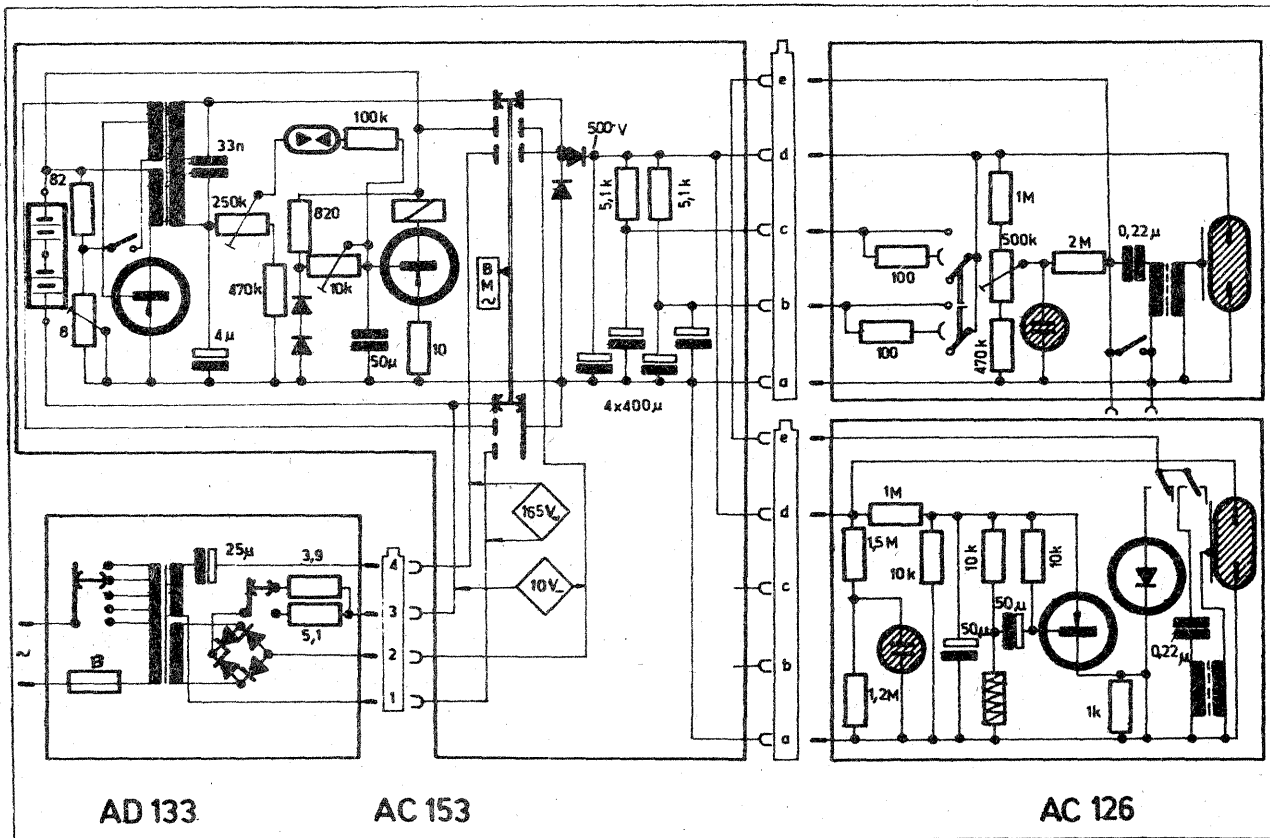 82
8
33n
250k
470k
4µ
100k
820
10k
50µ
10
B
M
~
500V
5,1k
5,1k
4x400µ
165V~
10V–
e
d
c
b
a
100
100
1M
500k
470k
2M
0,22µ
~
B
25µ
3,9
5,1
4
3
2
1
e
d
c
b
a
1M
1,5M
1,2M
10k
50µ
10k
50µ
10k
1k
0,22µ
AD 133
AC 153
AC 126